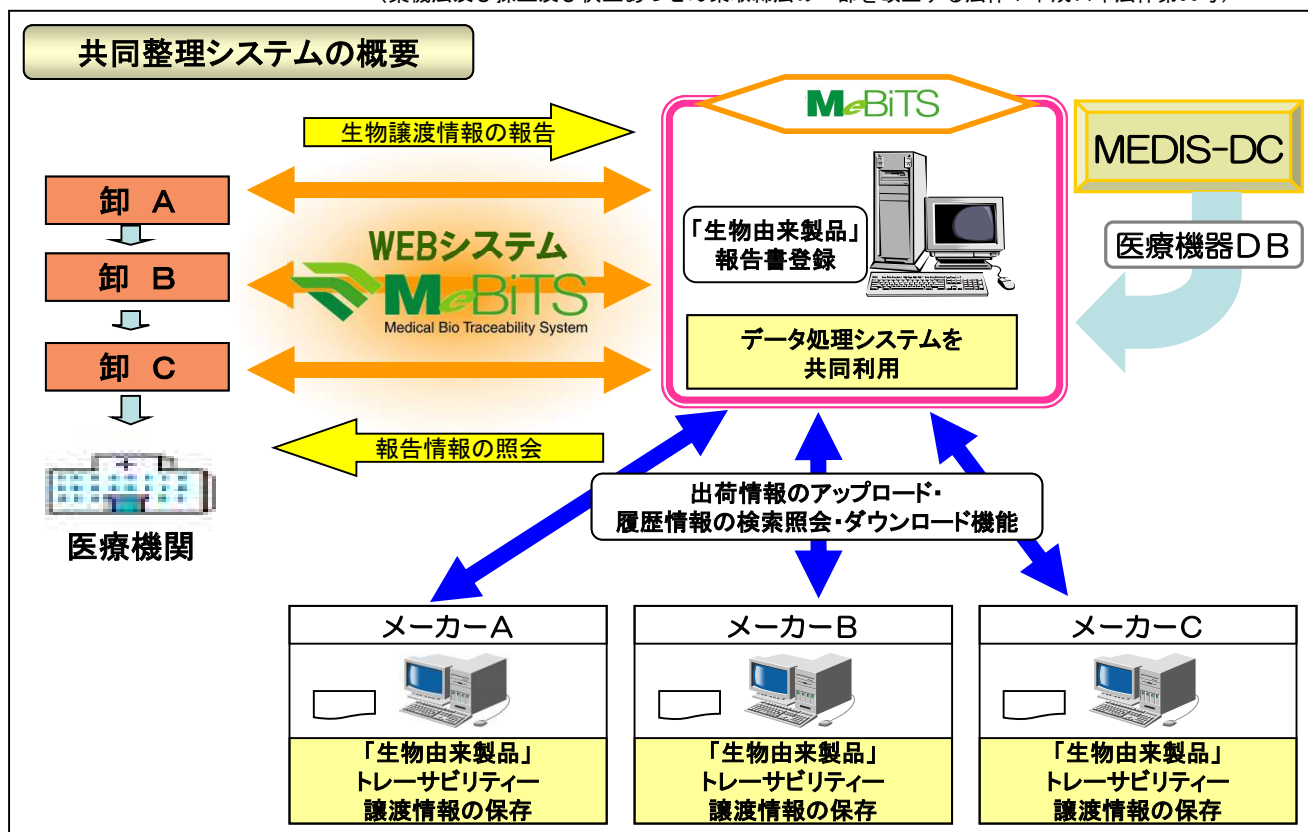 共同整理システムの概要
MeBiTS
生物譲渡情報の報告
MEDIS-DC
卸 A
卸 B
卸 C
医療機関
WEBシステム
MeBiTS
Medical Bio Traceability System
「生物由来製品」
報告書登録
データ処理システムを
共同利用
医療機器DB
報告情報の照会
出荷情報のアップロード・
履歴情報の検索照会・ダウンロード機能
メーカーA
「生物由来製品」
トレーサビリティー
譲渡情報の保存
メーカーB
「生物由来製品」
トレーサビリティー
譲渡情報の保存
メーカーC
「生物由来製品」
トレーサビリティー
譲渡情報の保存